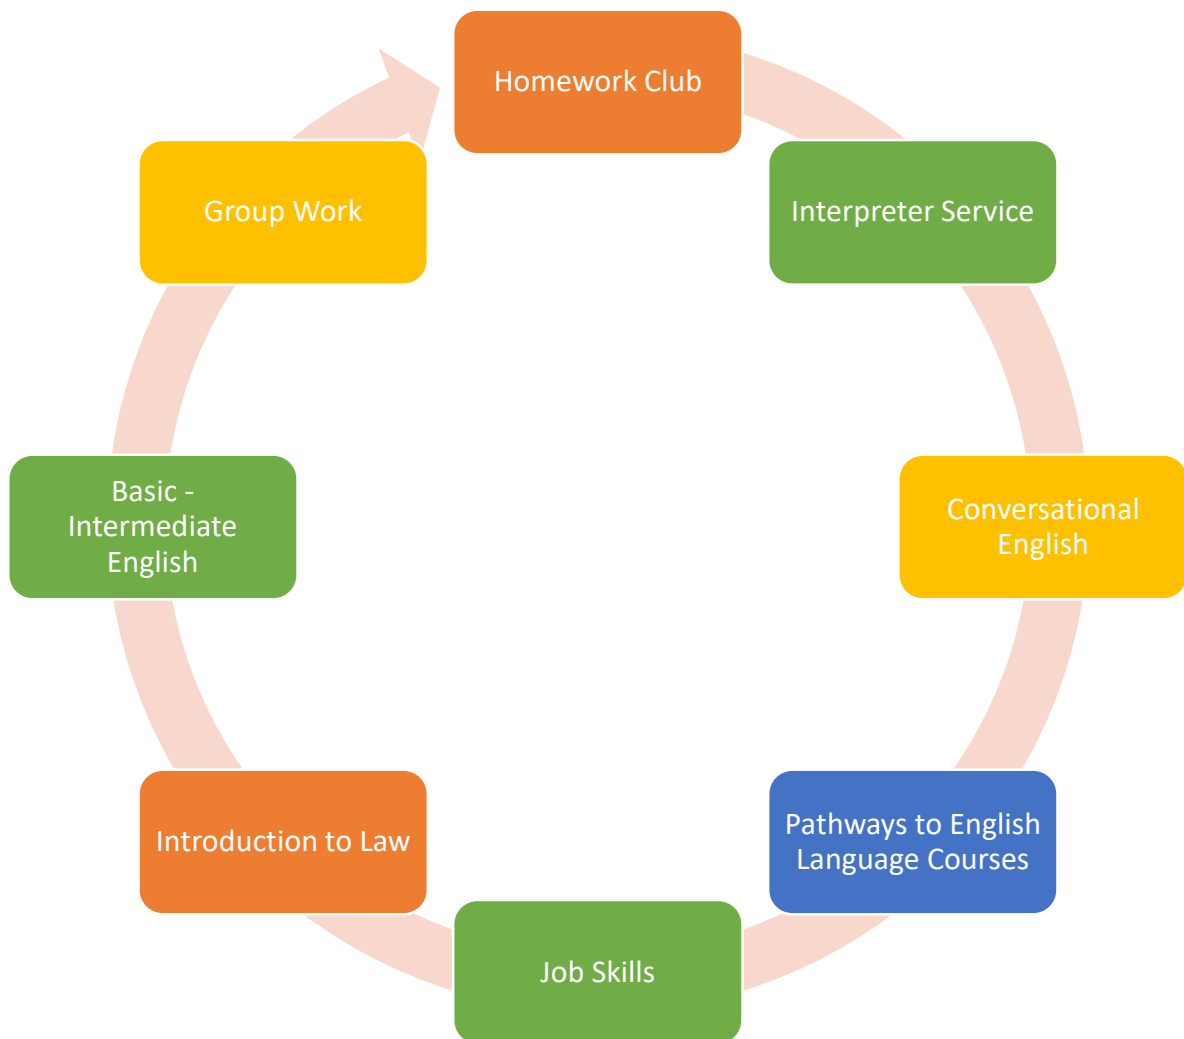 Homework Club
Interpreter Service
Conversational
English
Pathways to English
Language Courses
Job Skills
Introduction to Law
Basic -
Intermediate
English
Group Work